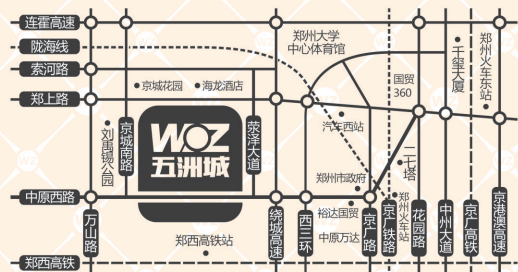 连霍高速
陇海线
索河路
郑上路
中原西路
郑西高铁
郑州大学
中心体育馆
京城花园
海龙酒店
国贸
360
千玺大厦
郑州火车东站
刘禹锡公园
京城南路
WOZ
五洲城
荥泽大道
汽车西站
二七塔
郑州市政府
裕达国贸
中原万达
郑州火车站
郑西高铁站
万山路
绕城高速
西三环
京广路
京广铁路
花园路
中州大道
京广高铁
京港澳高速